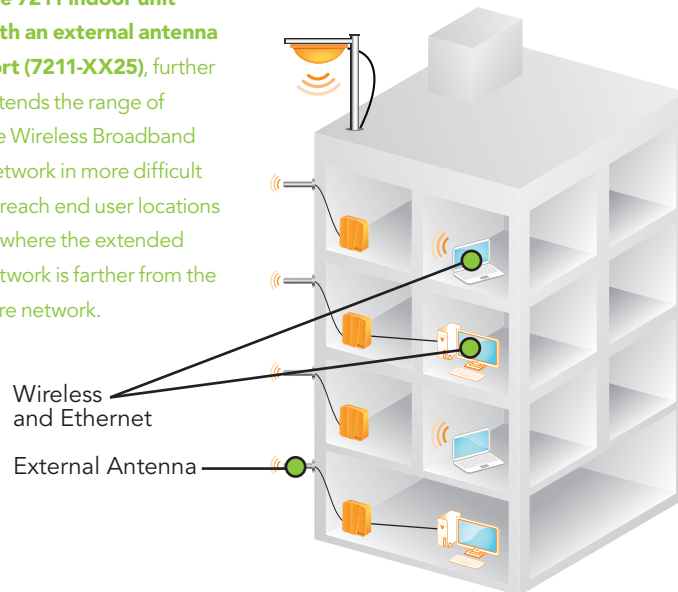 e 7211 indoor unit
th an external antenna
ort (7211-XX25), further
tends the range of
e Wireless Broadband
etwork in more difficult
reach end user locations
where the extended
twork is farther from the
re network.
Wireless
and Ethernet
External Antenna